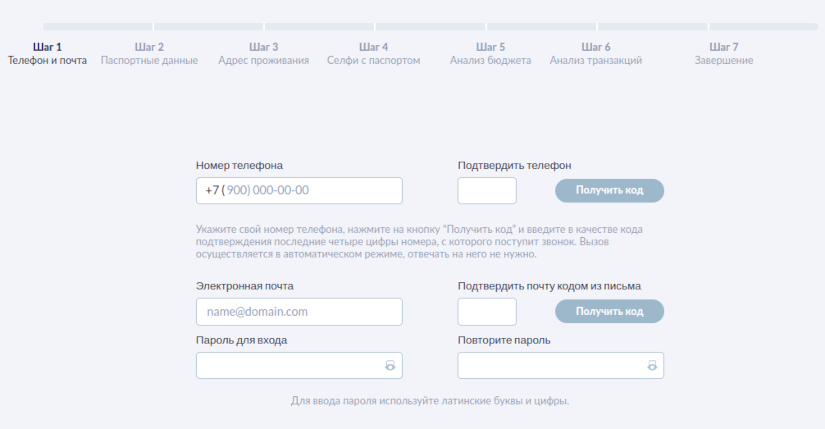 Шаг 1 Шаг 2 Шаг 3 Шаг 4 Шаг 5 Шаг 6 Шаг 7
Телефон и почта Паспортные данные Адрес проживания Селфи с паспортом Анализ бюджета Анализ транзакций Завершение
Номер телефона Подтвердить телефон
+7 (900) 000-00-00 Получить код
Укажите свой номер телефона, нажмите на кнопку "Получить код" и введите в качестве кода
подтверждения последние четыре цифры номера, с которого поступит звонок. Вызов
осуществляется в автоматическом режиме, отвечать на него не нужно.
Электронная почта Подтвердить почту кодом из письма
name@domain.com Получить код
Пароль для входа Повторите пароль
Для ввода пароля используйте латинские буквы и цифры.